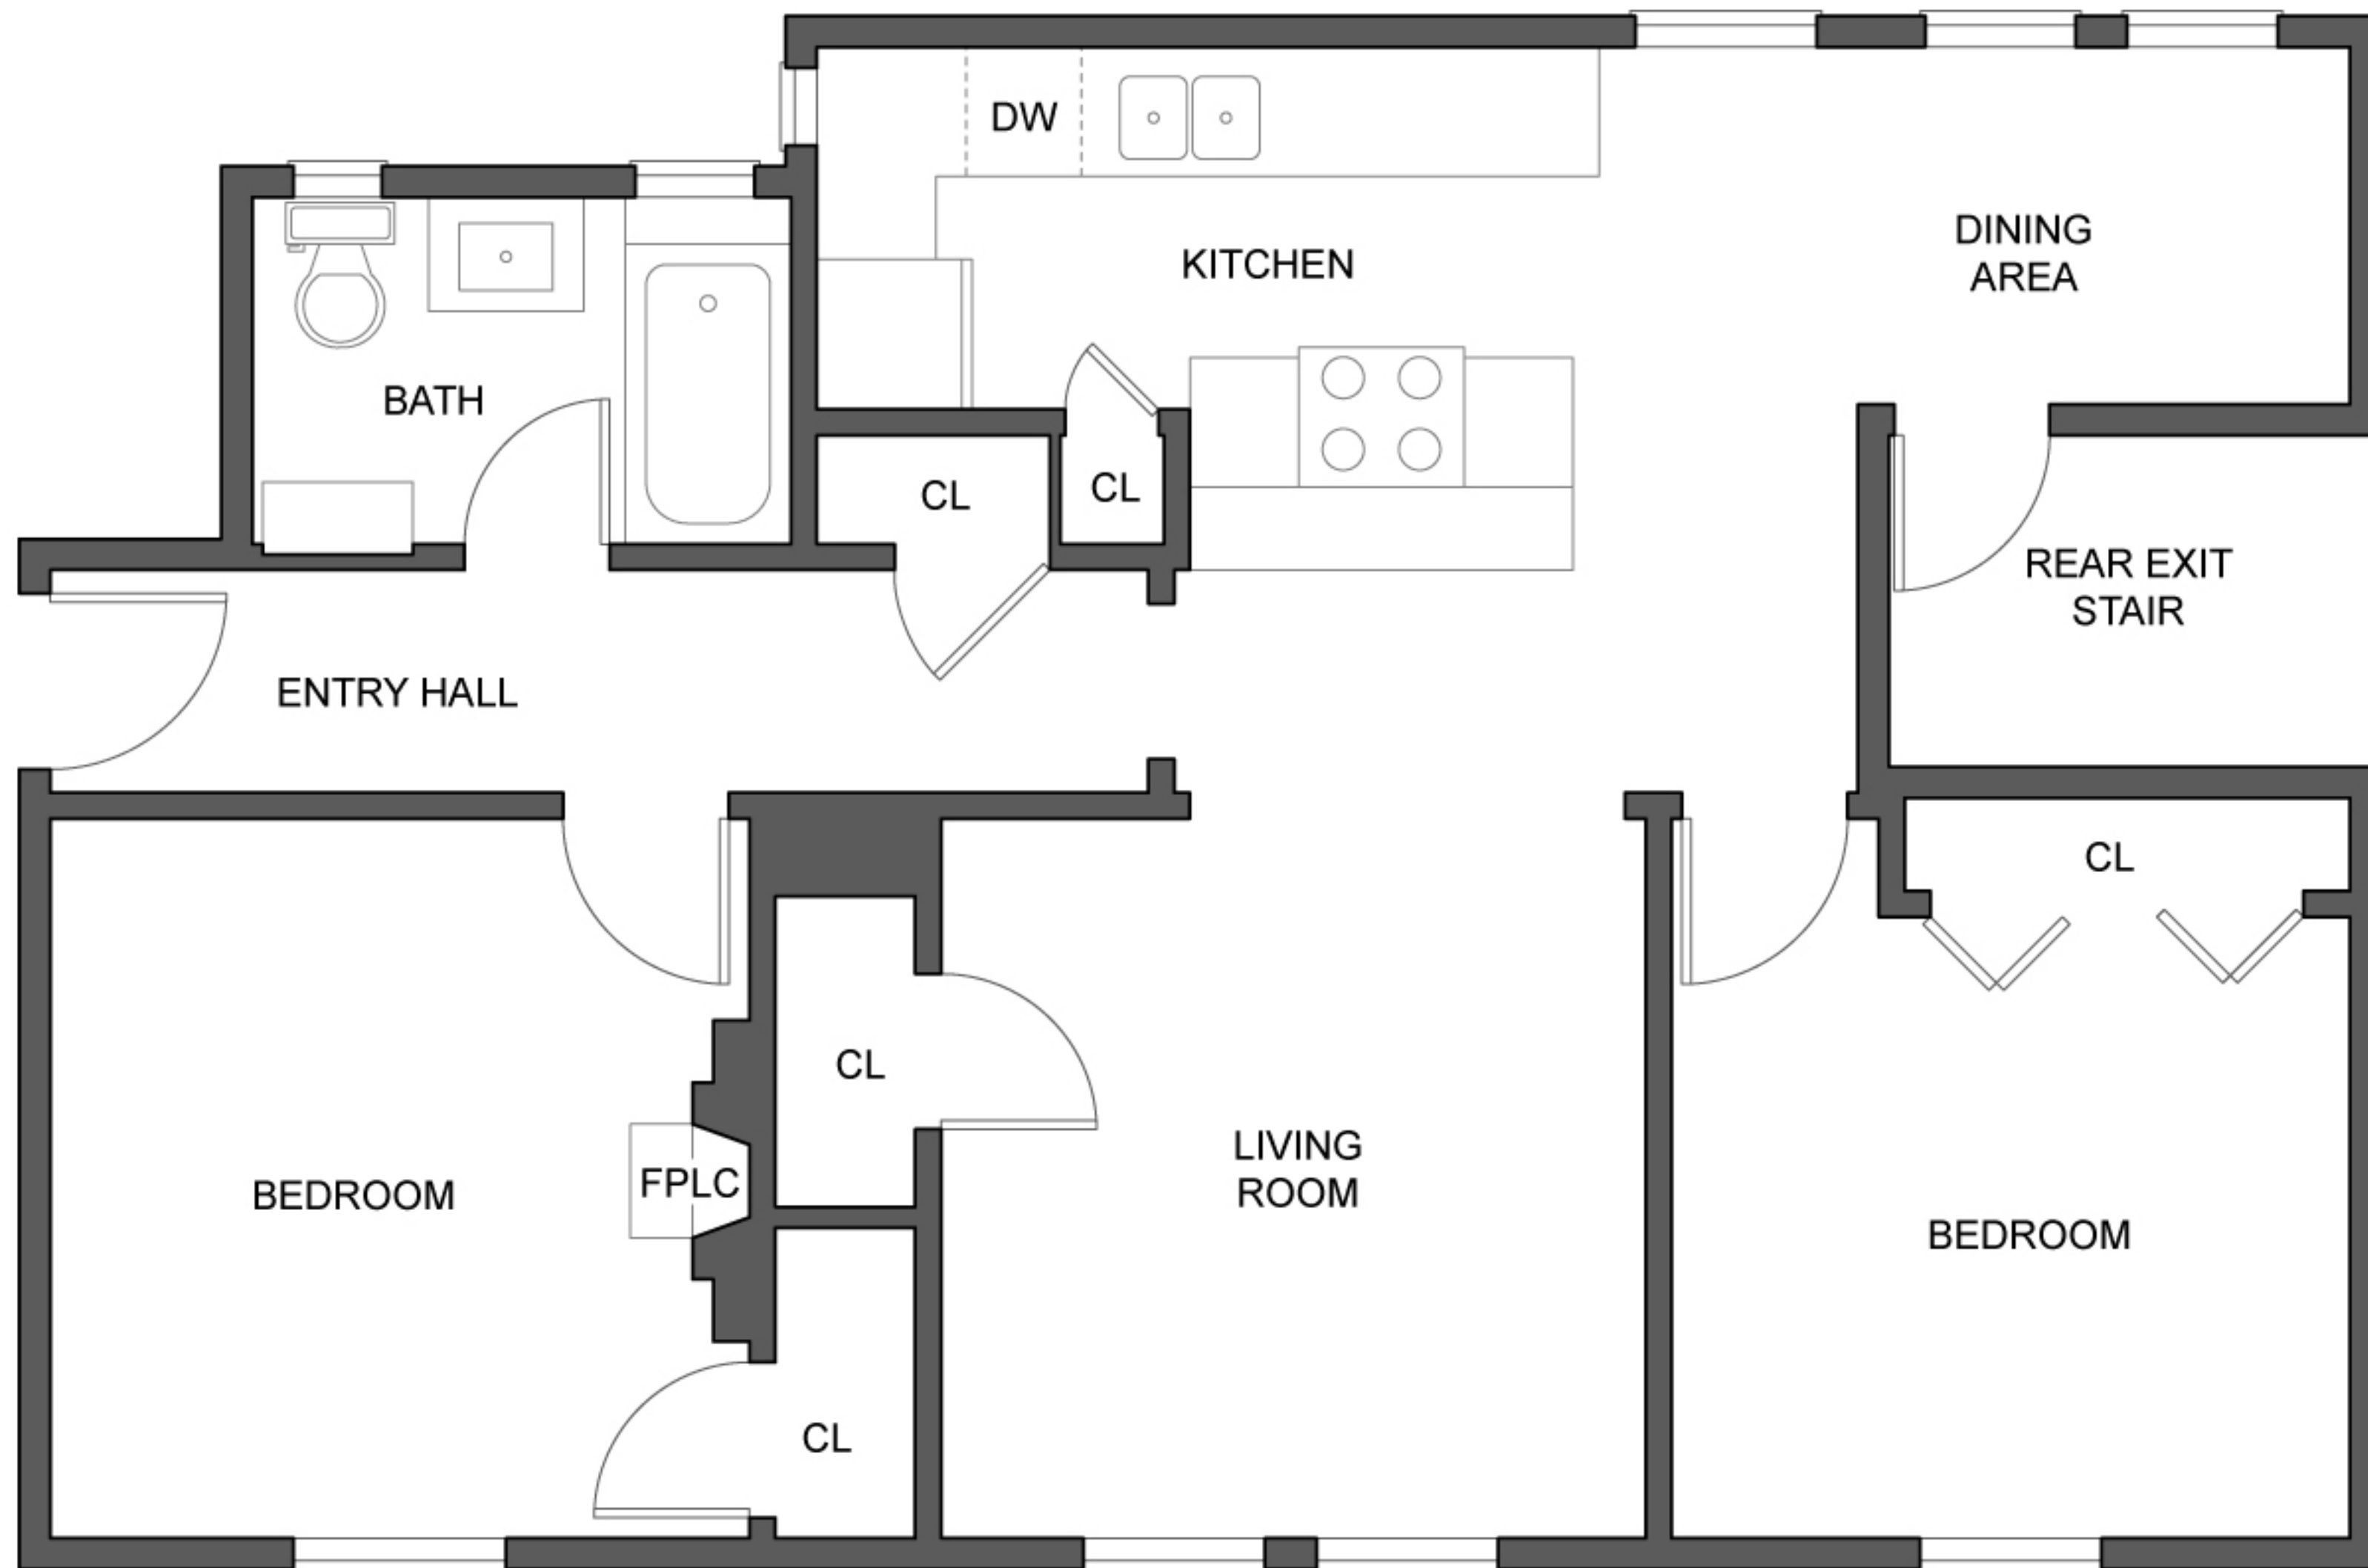 DW
KITCHEN
DINING
AREA
BATH
CL
CL
REAR EXIT
STAIR
ENTRY HALL
CL
CL
LIVING
ROOM
FPLC
BEDROOM
BEDROOM
CL